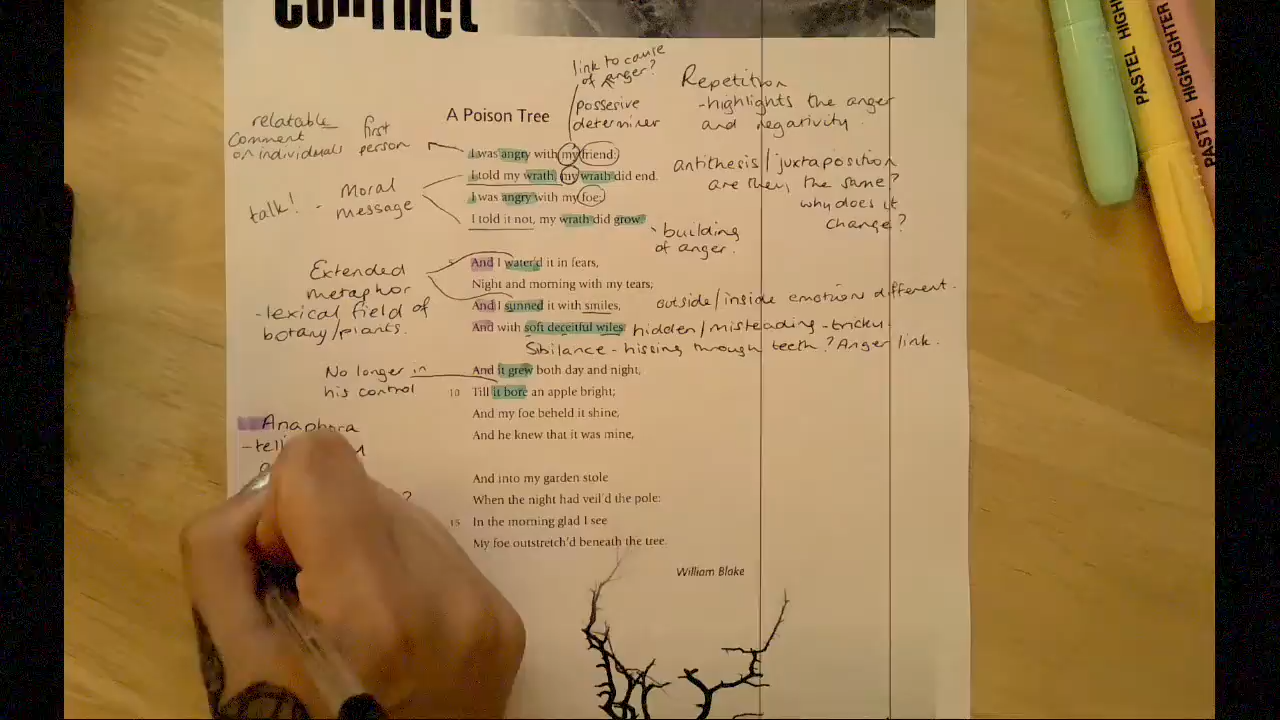 conflict
link to cause
of anger?
Repetition
- highlights the anger
and negarivity.
possesive
determiner
A Poison Tree
relatable
comment
on individuals
first
person
I was angry with my friend:
I told my wrath, my wrath did end.
I was angry with my foe:
I told it not, my wrath did grow.
antithesis/juxtaposition
are they the same?
why does it
change?
talk! - Moral
message
building
of anger.
5 And I water'd it in fears,
Night and morning with my tears;
And I sunned it with smiles,
And with soft deceitful wiles.
Extended
metaphor
- lexical field of
botany/plants.
outside/inside emotion different.
hidden/misteading - tricky.
Sibilance - hissing through teeth? Anger link.
And it grew both day and night,
10 Till it bore an apple bright;
And my foe beheld it shine,
And he knew that it was mine,
No longer in
his control
Anaphora
And into my garden stole
When the night had veil'd the pole:
15 In the morning glad I see
My foe outstretch'd beneath the tree.
William Blake
PASTEL HIGH
PASTEL HIGHLIGHTER
PAST